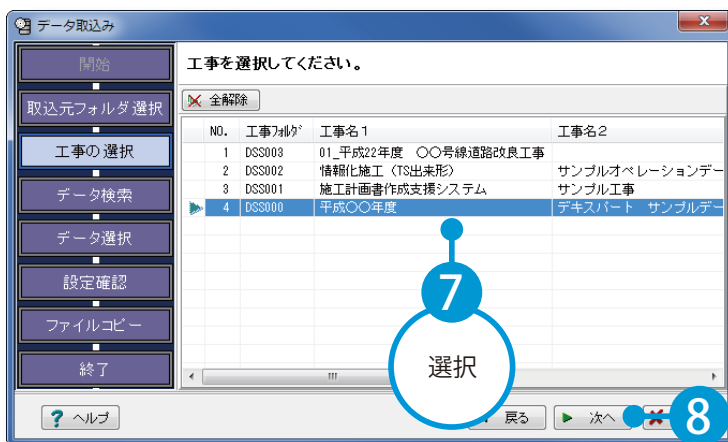 データ取込み
開始
取込元フォルダ選択
工事の選択
データ検索
データ選択
設定確認
ファイルコピー
終了
工事を選択してください。
全解除
NO. 工事ﾌｫﾙﾀﾞ 工事名1 工事名2
1 DSS003 01_平成22年度 〇〇号線道路改良工事
2 DSS002 情報化施工(TS出来形) サンプルオペレーションデー
3 DSS001 施工計画書作成支援システム サンプル工事
4 DSS000 平成〇〇年度 デキスパート サンプルデー
7
選択
ヘルプ 戻る 次へ
8